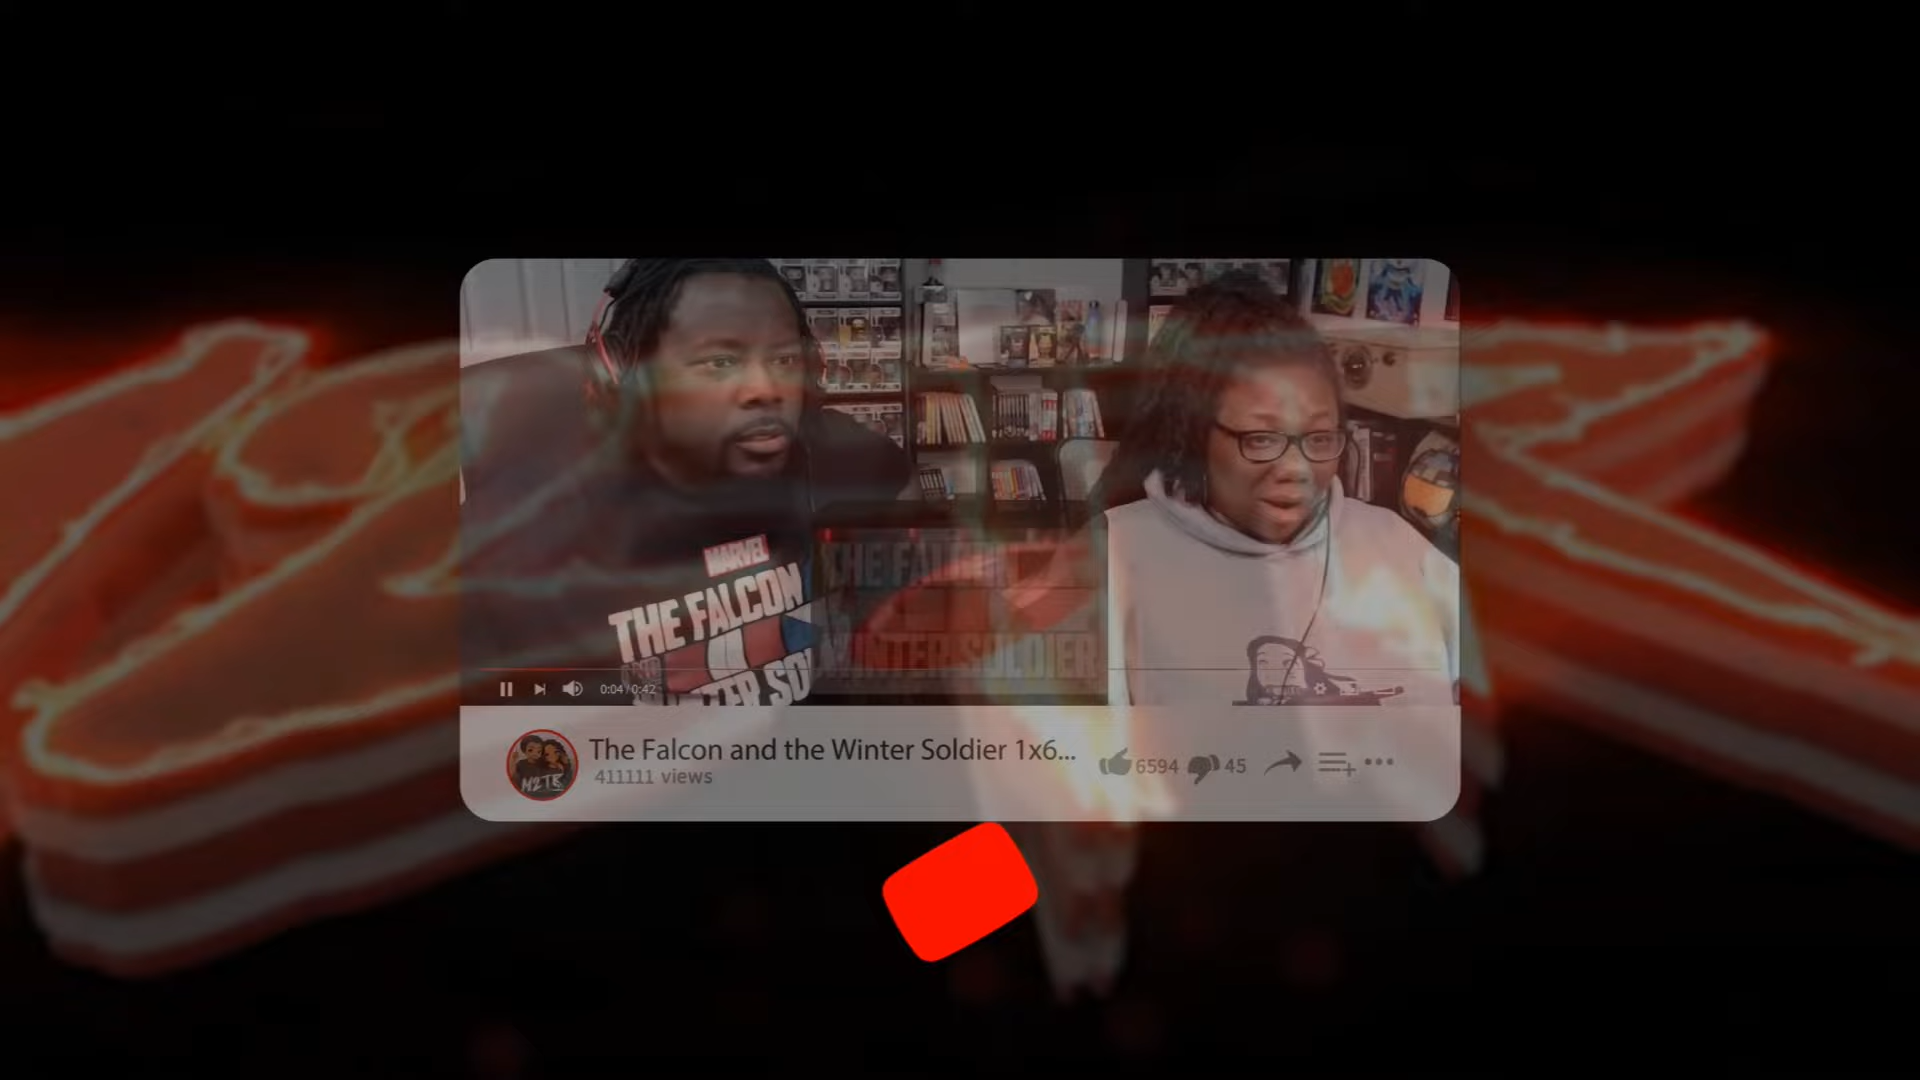 MARVEL
THE FALCON
THE FALCON
WINTER SOLDIER
0:04/0:42
M2TB
The Falcon and the Winter Soldier 1x6...
411111 views
6594
45